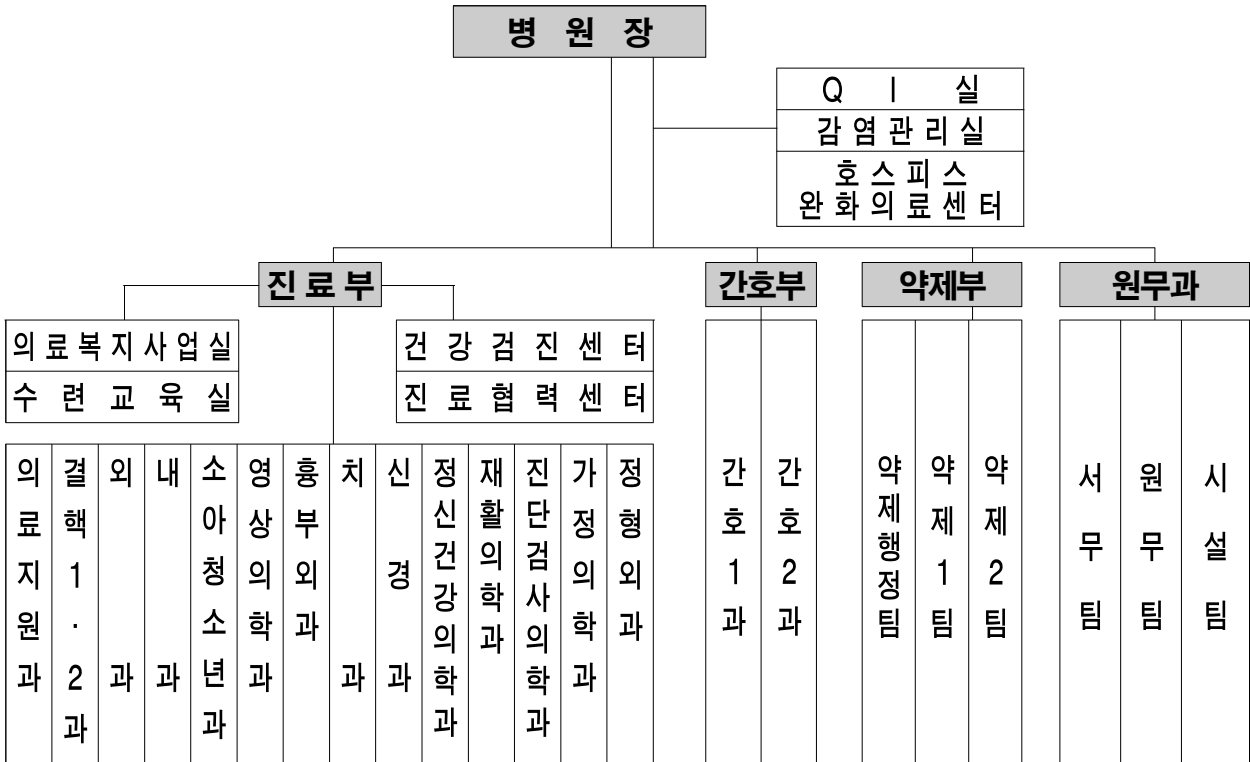 병 원 장
Q I 실
감염관리실
호스피스
완화의료센터
진료부
간호부
약제부
원무과
의료복지사업실
수련교육실
건강검진센터
진료협력센터
의료지원과
결핵1·2과
외과
내과
소아청소년과
영상의학과
흉부외과
치과
신경과
정신건강의학과
재활의학과
진단검사의학과
가정의학과
정형외과
간호1과
간호2과
약제행정팀
약제1팀
약제2팀
서무팀
원무팀
시설팀